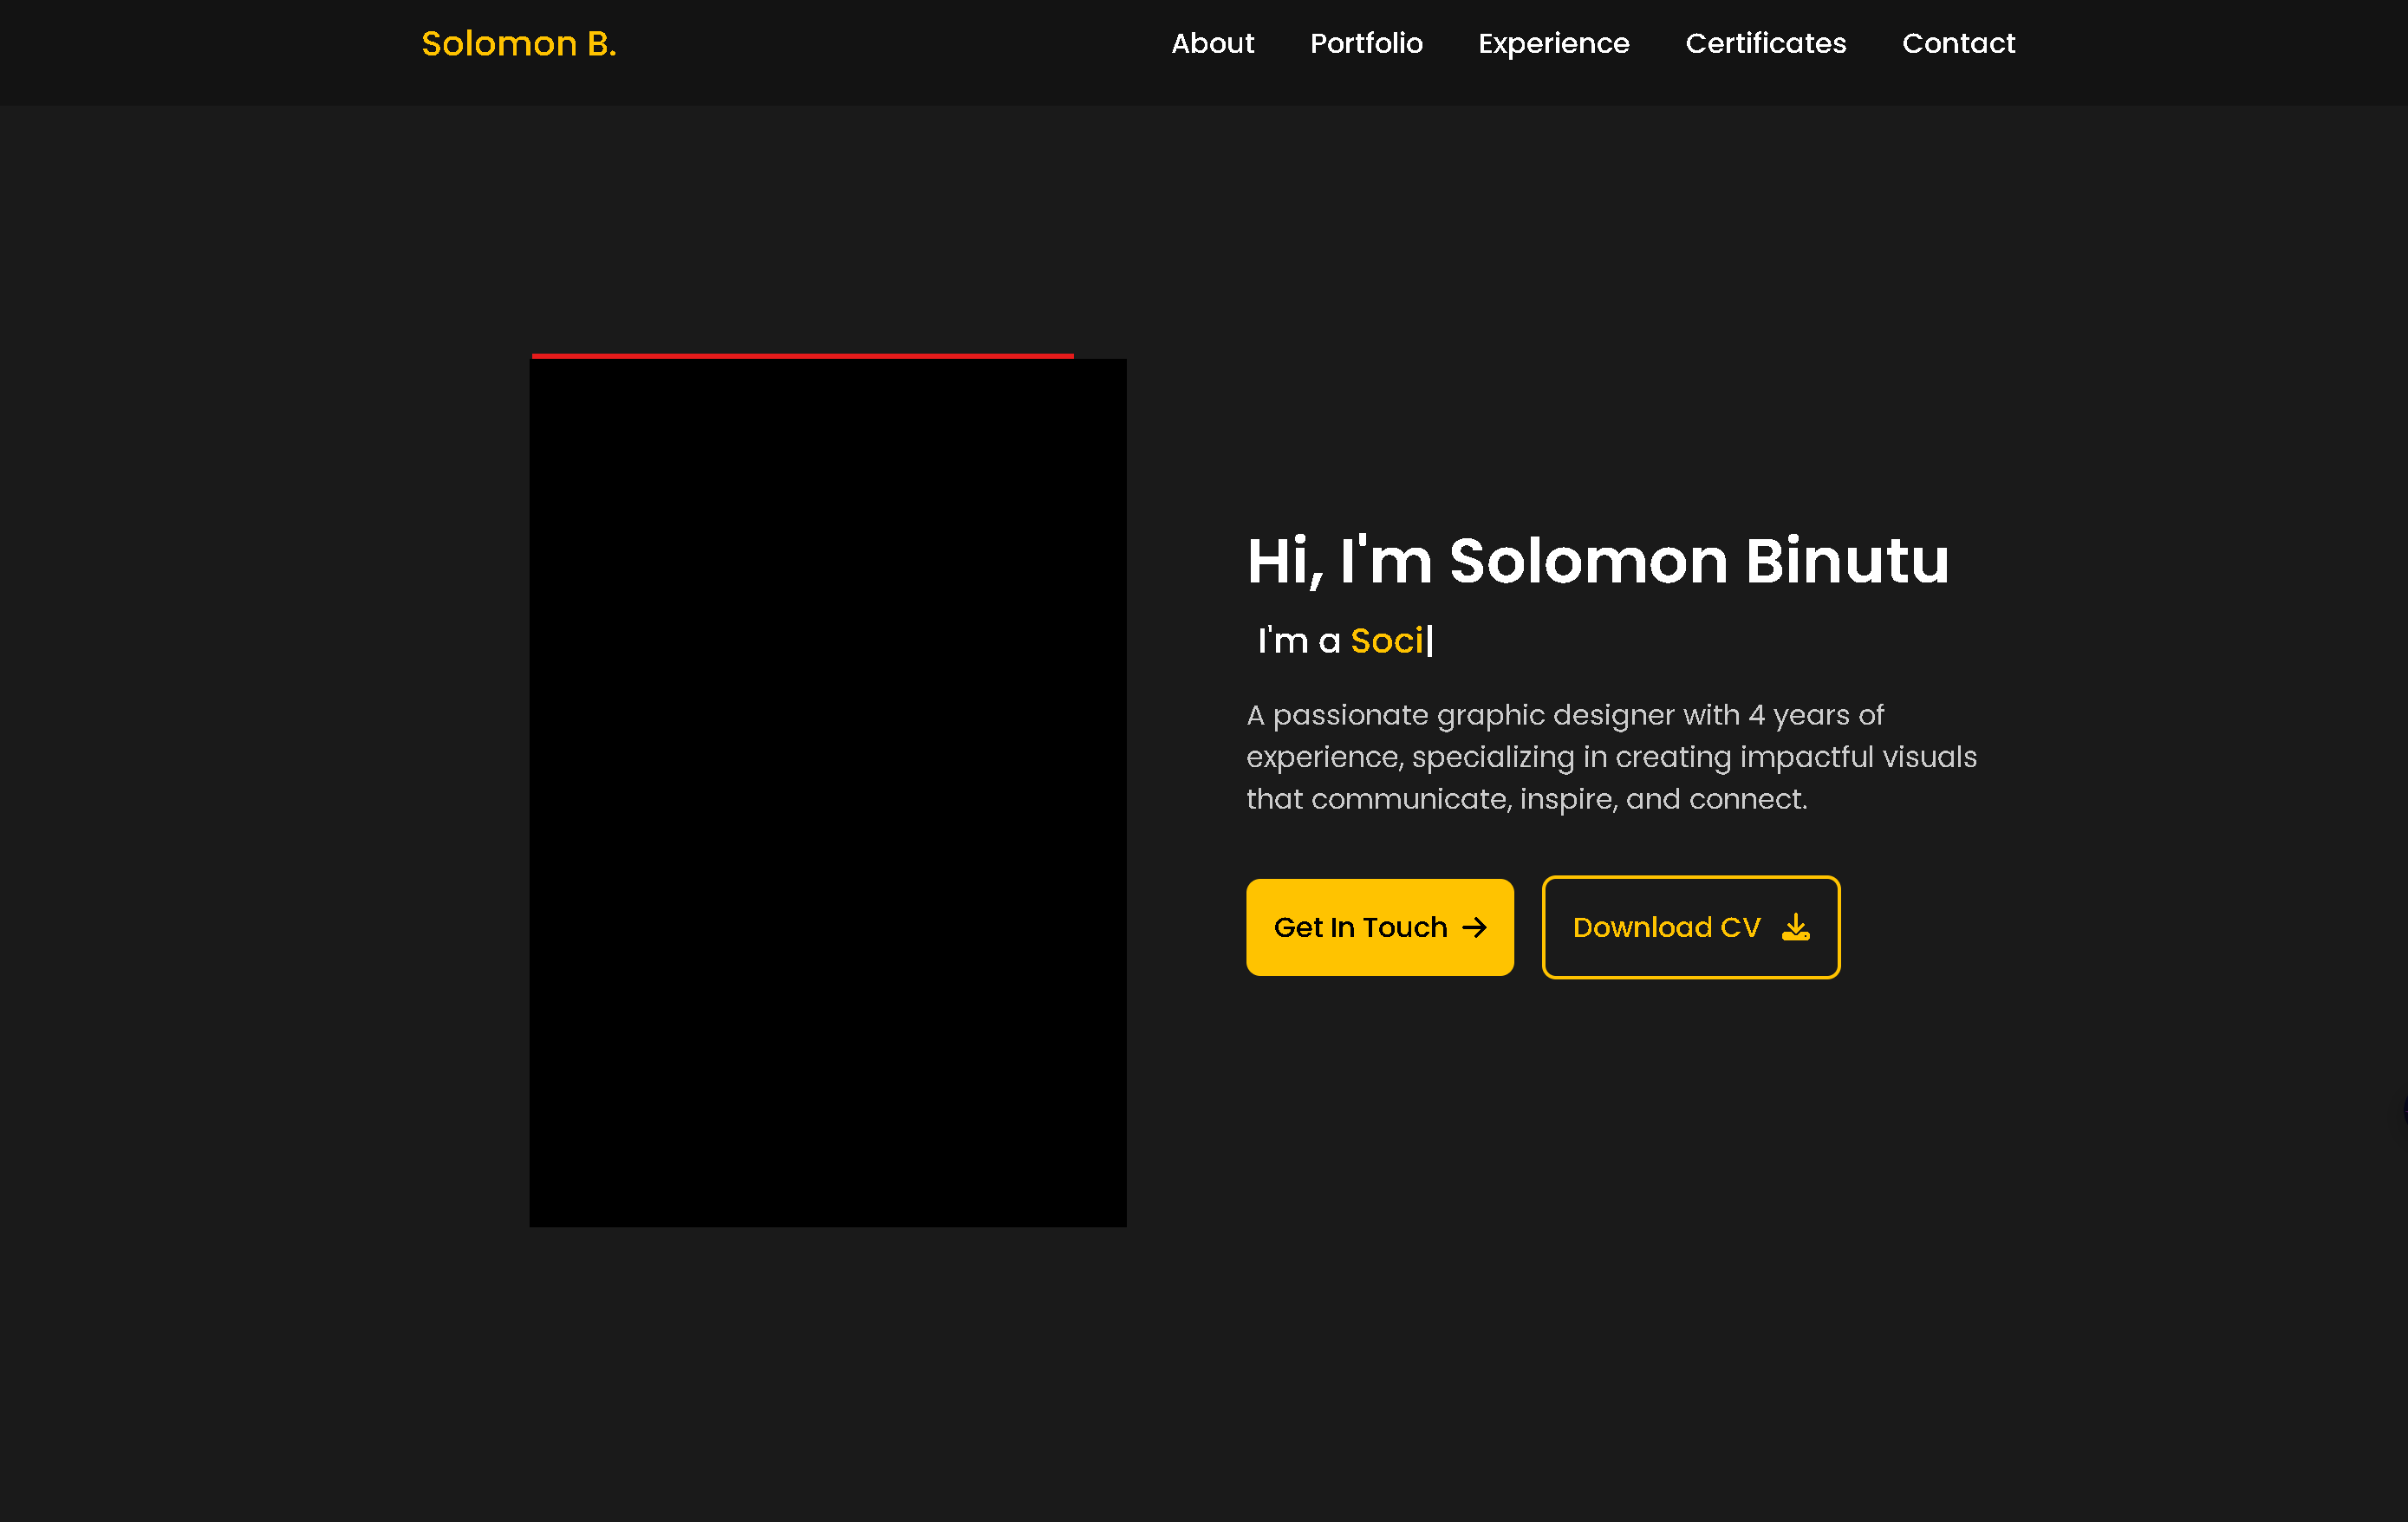 Solomon B.
About
Portfolio
Experience
Certificates
Contact
Hi, I'm Solomon Binutu
I'm a Soci|
A passionate graphic designer with 4 years of
experience, specializing in creating impactful visuals
that communicate, inspire, and connect.
Get In Touch
Download CV